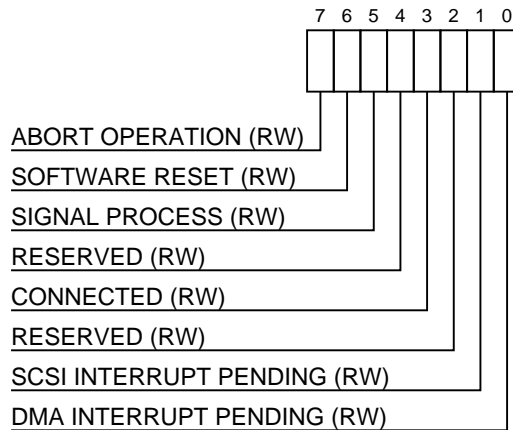 7 6 5 4 3 2 1 0
ABORT OPERATION (RW)
SOFTWARE RESET (RW)
SIGNAL PROCESS (RW)
RESERVED (RW)
CONNECTED (RW)
RESERVED (RW)
SCSI INTERRUPT PENDING (RW)
DMA INTERRUPT PENDING (RW)